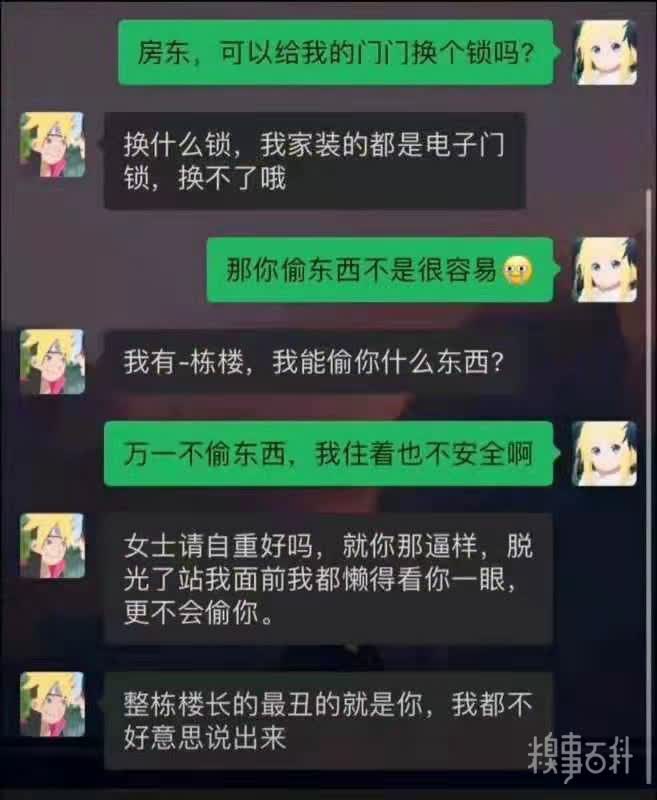 房东，可以给我的门门换个锁吗?
换什么锁，我家装的都是电子门
锁，换不了哦
那你偷东西不是很容易
我有-栋楼，我能偷你什么东西?
万一不偷东西，我住着也不安全啊
女士请自重好吗，就你那逼样，脱
光了站我面前我都懒得看你一眼，
更不会偷你。
整栋楼长的最丑的就是你，我都不
好意思说出来
糗事百科